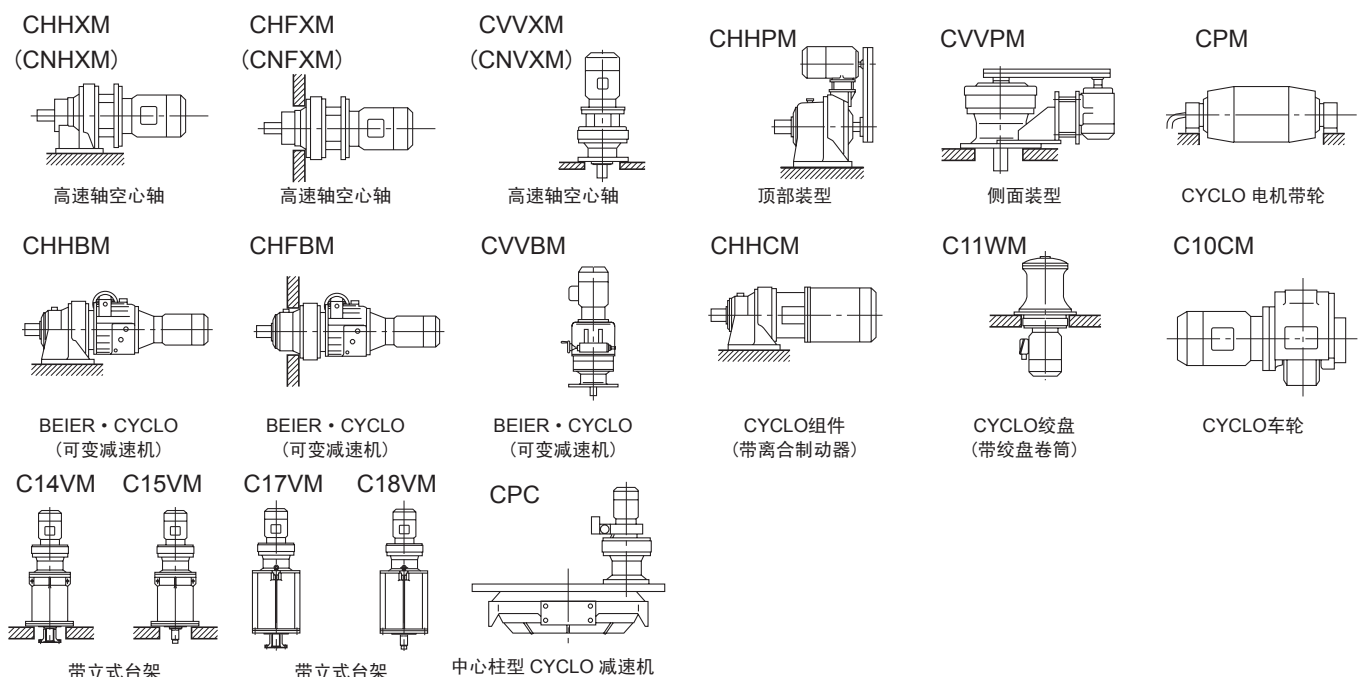 CHHXM
(CNHXM)
高速轴空心轴
CHFXM
(CNFXM)
高速轴空心轴
CVVXM
(CNVXM)
高速轴空心轴
CHHPM
顶部装型
CVVPM
侧面装型
CPM
CYCLO 电机带轮
CHHBM
BEIER・CYCLO
(可变减速机)
CHFBM
BEIER・CYCLO
(可变减速机)
CVVBM
BEIER・CYCLO
(可变减速机)
CHHCM
CYCLO组件
(带离合制动器)
C11WM
CYCLO绞盘
(带绞盘卷筒)
C10CM
CYCLO车轮
C14VM C15VM
带立式台架
C17VM C18VM
带立式台架
CPC
中心柱型 CYCLO 减速机